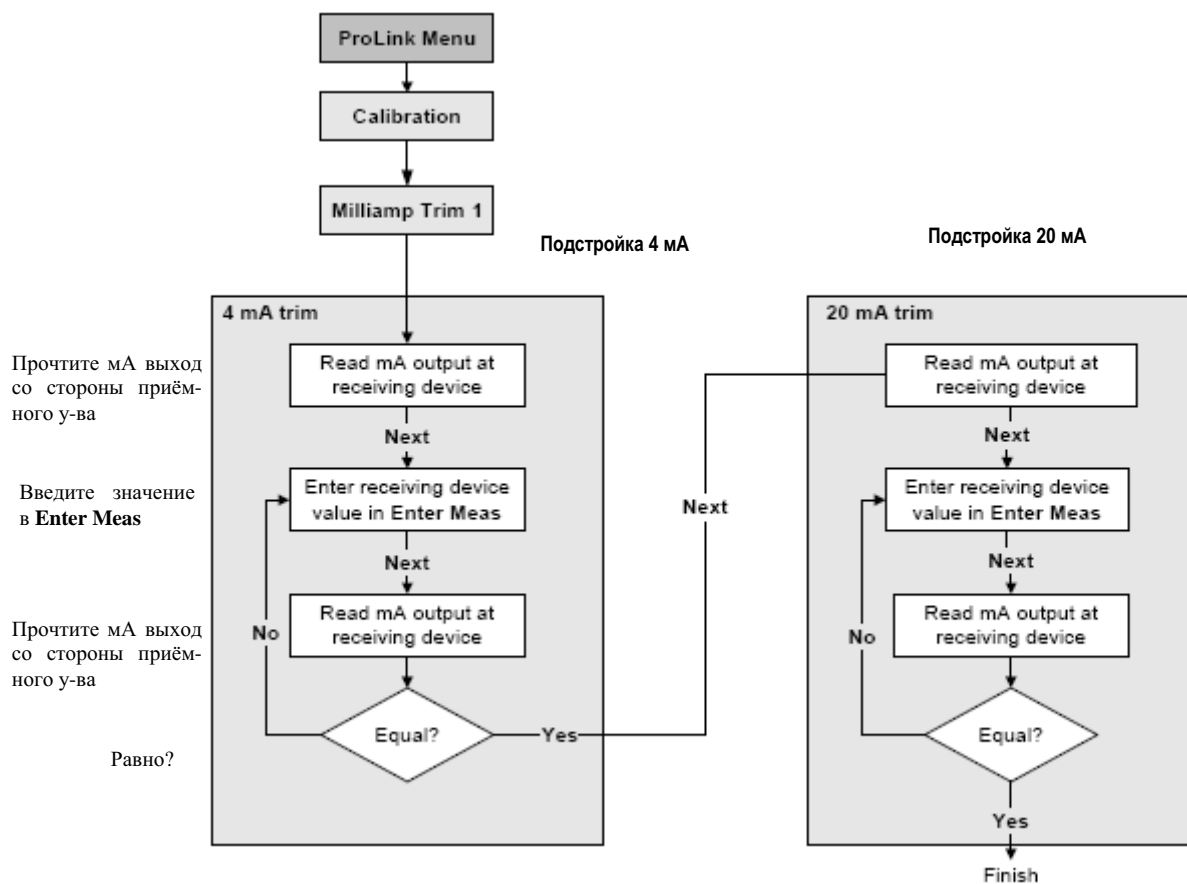 ProLink Menu
Calibration
Milliamp Trim 1
Подстройка 4 мА
Подстройка 20 мА
4 mA trim
Прочтите мА выход
со стороны приём-
ного у-ва
Read mA output at
receiving device
Next
Введите значение
в Enter Meas
Enter receiving device
value in Enter Meas
Next
Прочтите мА выход
со стороны приём-
ного у-ва
Read mA output at
receiving device
No
Равно?
Equal?
Yes
Next
20 mA trim
Read mA output at
receiving device
Next
Enter receiving device
value in Enter Meas
Next
Read mA output at
receiving device
No
Equal?
Yes
Finish